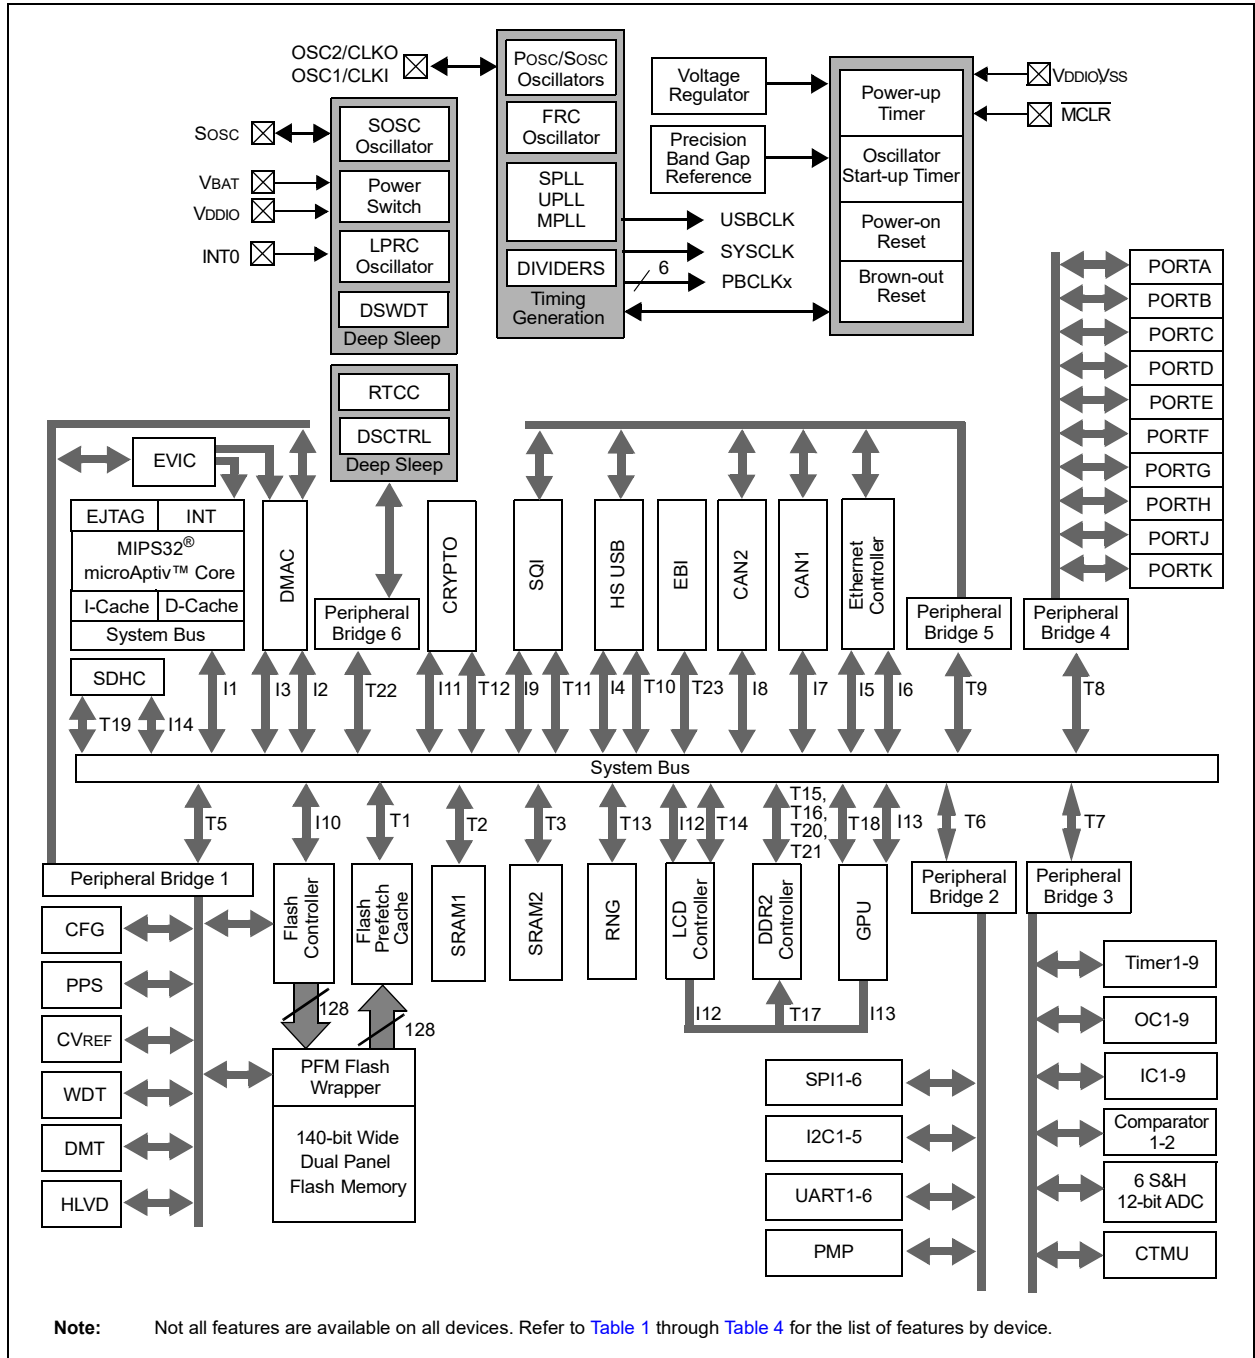 OSC2/CLKO
OSC1/CLKI
POSC/SOSC
Oscillators
FRC
Oscillator
SPLL
UPLL
MPLL
DIVIDERS
Timing
Generation
USBCLK
SYSCLK
6
PBCLKx
Voltage
Regulator
Precision
Band Gap
Reference
Power-up
Timer
Oscillator
Start-up Timer
Power-on
Reset
Brown-out
Reset
VDDIO,VSS
MCLR
SOSC
VBAT
VDDIO
INT0
SOSC
Oscillator
Power
Switch
LPRC
Oscillator
DSWDT
Deep Sleep
RTCC
DSCTRL
Deep Sleep
PORTA
PORTB
PORTC
PORTD
PORTE
PORTF
PORTG
PORTH
PORTJ
PORTK
EVIC
EJTAG
INT
MIPS32®
microAptiv™ Core
I-Cache
D-Cache
System Bus
DMAC
Peripheral
Bridge 6
CRYPTO
SQI
HS USB
EBI
CAN2
CAN1
Ethernet
Controller
Peripheral
Bridge 5
Peripheral
Bridge 4
SDHC
T19
I14
I1
I3
I2
T22
I11
T12
I9
T11
I4
T10
T23
I8
I7
I5
I6
T9
T8
System Bus
T5
I10
T1
T2
T3
T13
I12
T14
T15,
T16,
T20,
T21
T18
I13
T6
T7
Peripheral Bridge 1
Flash
Controller
Flash
Prefetch
Cache
SRAM1
SRAM2
RNG
LCD
Controller
DDR2
Controller
GPU
Peripheral
Bridge 2
Peripheral
Bridge 3
CFG
PPS
CVREF
WDT
DMT
HLVD
128
128
PFM Flash
Wrapper
140-bit Wide
Dual Panel
Flash Memory
I12
T17
I13
SPI1-6
I2C1-5
UART1-6
PMP
Timer1-9
OC1-9
IC1-9
Comparator
1-2
6 S&H
12-bit ADC
CTMU
Note: Not all features are available on all devices. Refer to Table 1 through Table 4 for the list of features by device.